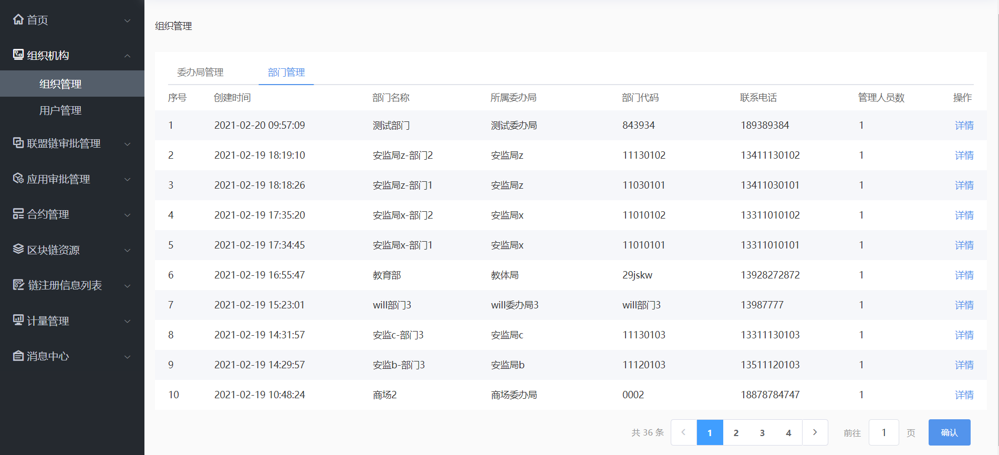 首页
组织机构
组织管理
用户管理
联盟链审批管理
应用审批管理
合约管理
区块链资源
链注册信息列表
计量管理
消息中心
组织管理
委办局管理 部门管理
序号 创建时间 部门名称 所属委办局 部门代码 联系电话 管理人员数 操作
1 2021-02-20 09:57:09 测试部门 测试委办局 843934 189389384 1 详情
2 2021-02-19 18:19:10 安监局z-部门2 安监局z 11130102 13411130102 1 详情
3 2021-02-19 18:18:26 安监局z-部门1 安监局z 11030101 13411030101 1 详情
4 2021-02-19 17:35:20 安监局x-部门2 安监局x 11010102 13311010102 1 详情
5 2021-02-19 17:34:45 安监局x-部门1 安监局x 11010101 13311010101 1 详情
6 2021-02-19 16:55:47 教育部 教体局 29jskw 13928272872 1 详情
7 2021-02-19 15:23:01 will部门3 will委办局3 will部门3 13987777 1 详情
8 2021-02-19 14:31:57 安监c-部门3 安监局c 11130103 13311130103 1 详情
9 2021-02-19 14:29:57 安监b-部门3 安监局b 11120103 13511120103 1 详情
10 2021-02-19 10:48:24 商场2 商场委办局 0002 18878784747 1 详情
共 36 条 1 2 3 4 前往 1 页 确认